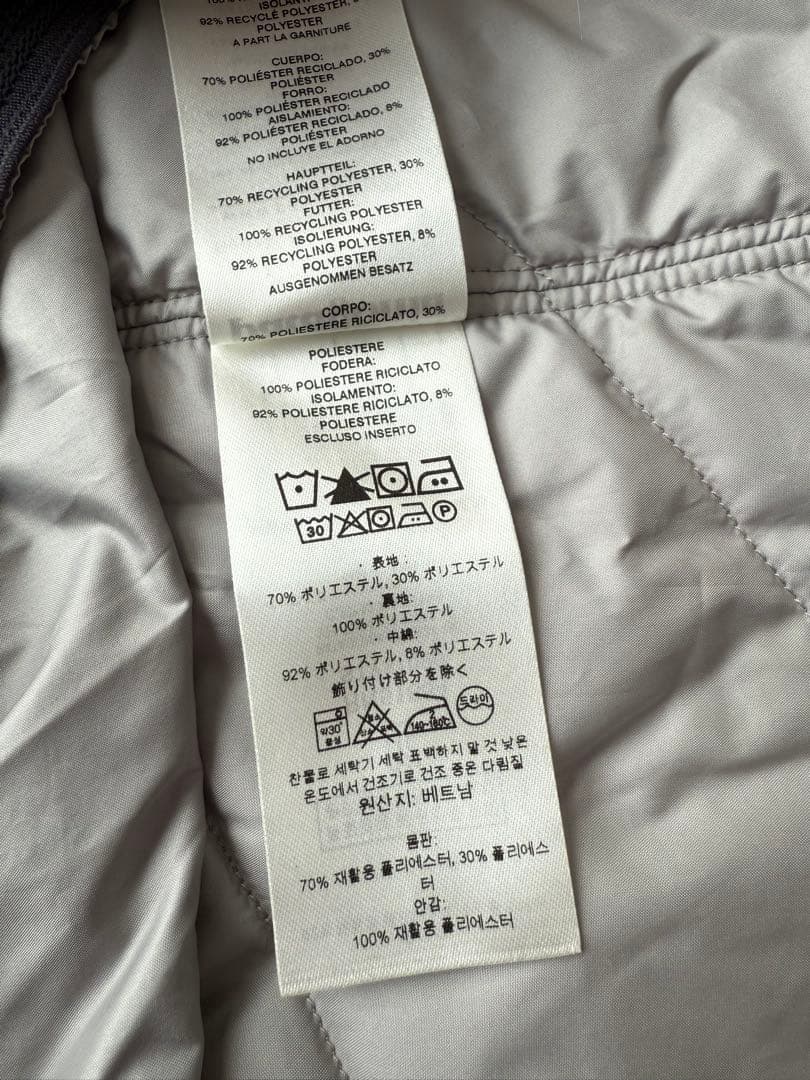 ISOLANT
92% RECYCLÉ POLYESTER, 8%
POLYESTER
A PART LA GARNITURE
CUERPO:
70% POLIÉSTER RECICLADO, 30%
POLIÉSTER
FORRO:
100% POLIÉSTER RECICLADO
AISLAMIENTO:
92% POLIÉSTER RECICLADO, 8%
POLIÉSTER
NO INCLUYE EL ADORNO
HAUPTTEIL:
70% RECYCLING POLYESTER, 30%
POLYESTER
FUTTER:
100% RECYCLING POLYESTER
ISOLIERUNG:
92% RECYCLING POLYESTER, 8%
POLYESTER
AUSGENOMMEN BESATZ
CORPO:
70% POLIESTERE RICICLATO, 30%
POLIESTERE
FODERA:
100% POLIESTERE RICICLATO
ISOLAMENTO:
92% POLIESTERE RICICLATO, 8%
POLIESTERE
ESCLUSO INSERTO
30 P
・表地:
70% ポリエステル, 30% ポリエステル
・裏地:
100% ポリエステル
・中綿:
92% ポリエステル, 8% ポリエステル
飾り付け部分を除く
약30° 중성 140~160℃ 드라이
찬물로 세탁기 세탁 표백하지 말 것 낮은
온도에서 건조기로 건조 중온 다림질
원산지: 베트남
몸판:
70% 재활용 폴리에스터, 30% 폴리에스
터
안감:
100% 재활용 폴리에스터